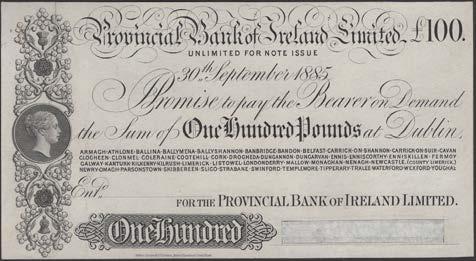 Provincial Bank of Ireland Limited. £100.
UNLIMITED FOR NOTE ISSUE
30th September 1885
Promise to pay the Bearer on Demand
the Sum of One Hundred Pounds at Dublin.
ARMAGH·ATHLONE·BALLINA·BALLYMENA·BALLYSHANNON·BANBRIDGE·BANDON·BELFAST·CARRICK-ON-SHANNON·CARRICK-ON-SUIR·CAVAN
CLOGHEEN·CLONMEL·COLERAINE·COOTEHILL·CORK·DROGHEDA·DUNGANNON·DUNGARVAN·ENNIS·ENNISCORTHY·ENNISKILLEN·FERMOY
GALWAY·KANTURK·KILKENNY·KILRUSH·LIMERICK·LISTOWEL·LONDONDERRY·MALLOW·MONAGHAN·NENAGH·NEWCASTLE, (COUNTY LIMERICK)
NEWRY·OMAGH·PARSONSTOWN·SKIBBEREEN·SLIGO·STRABANE·SWINFORD·TEMPLEMORE·TIPPERARY·TRALEE·WATERFORD·WEXFORD·YOUGHAL
Entd.
FOR THE PROVINCIAL BANK OF IRELAND LIMITED.
One Hundred